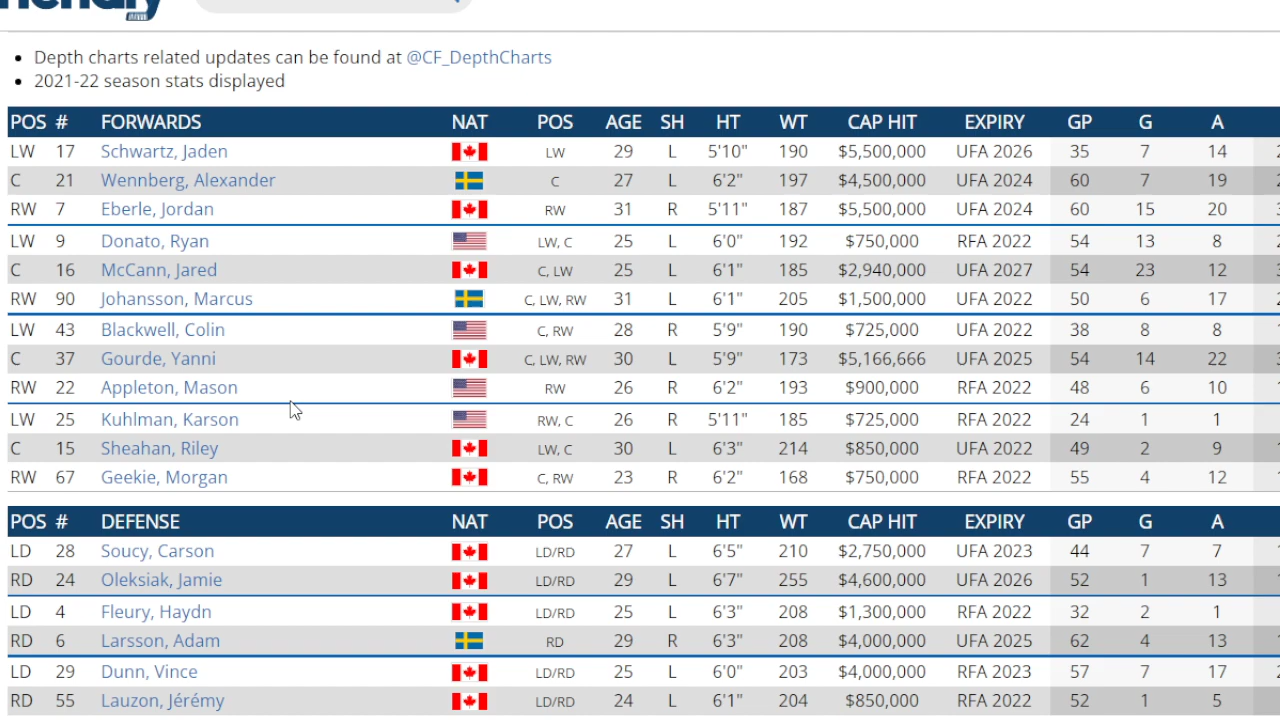 Depth charts related updates can be found at @CF_DepthCharts
2021-22 season stats displayed
POS # FORWARDS NAT POS AGE SH HT WT CAP HIT EXPIRY GP G A
LW 17 Schwartz, Jaden LW 29 L 5'10" 190 $5,500,000 UFA 2026 35 7 14
C 21 Wennberg, Alexander C 27 L 6'2" 197 $4,500,000 UFA 2024 60 7 19
RW 7 Eberle, Jordan RW 31 R 5'11" 187 $5,500,000 UFA 2024 60 15 20
LW 9 Donato, Ryan LW, C 25 L 6'0" 192 $750,000 RFA 2022 54 13 8
C 16 McCann, Jared C, LW 25 L 6'1" 185 $2,940,000 UFA 2027 54 23 12
RW 90 Johansson, Marcus C, LW, RW 31 L 6'1" 205 $1,500,000 UFA 2022 50 6 17
LW 43 Blackwell, Colin C, RW 28 R 5'9" 190 $725,000 UFA 2022 38 8 8
C 37 Gourde, Yanni C, LW, RW 30 L 5'9" 173 $5,166,666 UFA 2025 54 14 22
RW 22 Appleton, Mason RW 26 R 6'2" 193 $900,000 RFA 2022 48 6 10
LW 25 Kuhlman, Karson RW, C 26 R 5'11" 185 $725,000 RFA 2022 24 1 1
C 15 Sheahan, Riley LW, C 30 L 6'3" 214 $850,000 UFA 2022 49 2 9
RW 67 Geekie, Morgan C, RW 23 R 6'2" 168 $750,000 RFA 2022 55 4 12
POS # DEFENSE NAT POS AGE SH HT WT CAP HIT EXPIRY GP G A
LD 28 Soucy, Carson LD/RD 27 L 6'5" 210 $2,750,000 UFA 2023 44 7 7
RD 24 Oleksiak, Jamie LD/RD 29 L 6'7" 255 $4,600,000 UFA 2026 52 1 13
LD 4 Fleury, Haydn LD/RD 25 L 6'3" 208 $1,300,000 RFA 2022 32 2 1
RD 6 Larsson, Adam RD 29 R 6'3" 208 $4,000,000 UFA 2025 62 4 13
LD 29 Dunn, Vince LD/RD 25 L 6'0" 203 $4,000,000 RFA 2023 57 7 17
RD 55 Lauzon, Jérémy LD/RD 24 L 6'1" 204 $850,000 RFA 2022 52 1 5